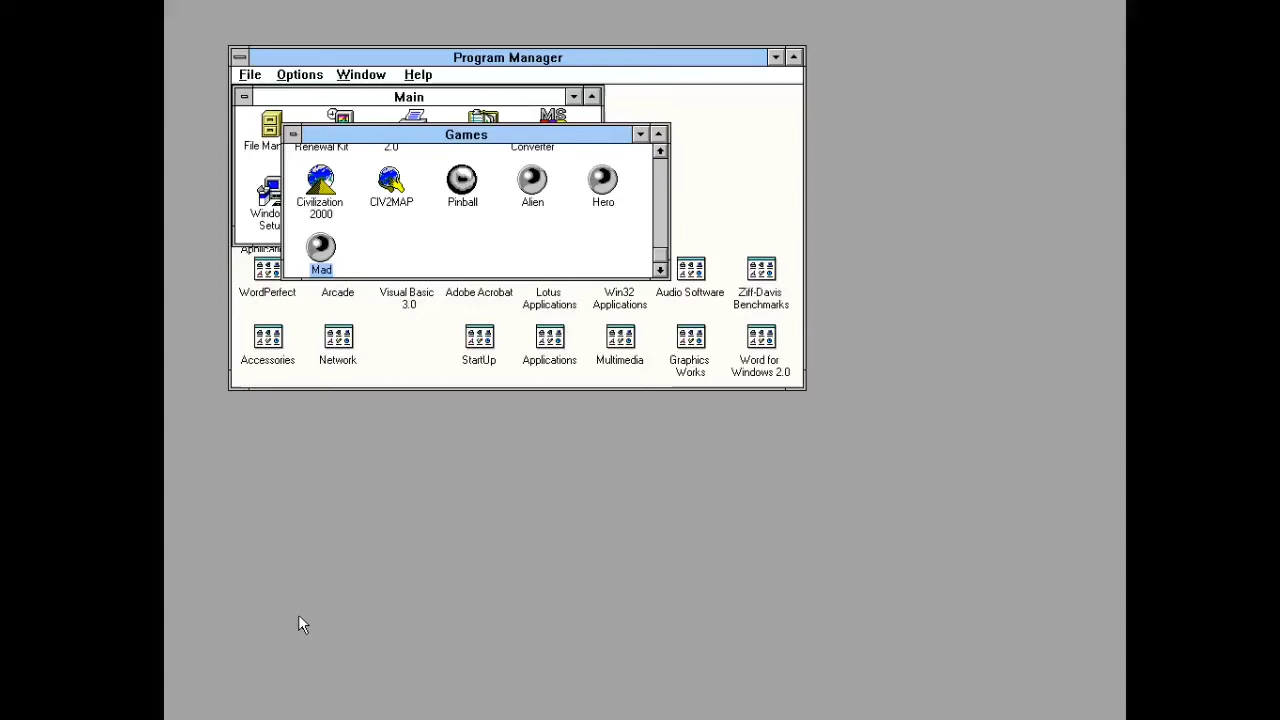 Program Manager
File Options Window Help
Main
File Man
Games
Renewal Kit 2.0 Converter
Civilization 2000
CIV2MAP
Pinball
Alien
Hero
Mad
WordPerfect
Arcade
Visual Basic 3.0
Adobe Acrobat
Lotus Applications
Win32 Applications
Audio Software
Ziff-Davis Benchmarks
Accessories
Network
StartUp
Applications
Multimedia
Graphics Works
Word for Windows 2.0